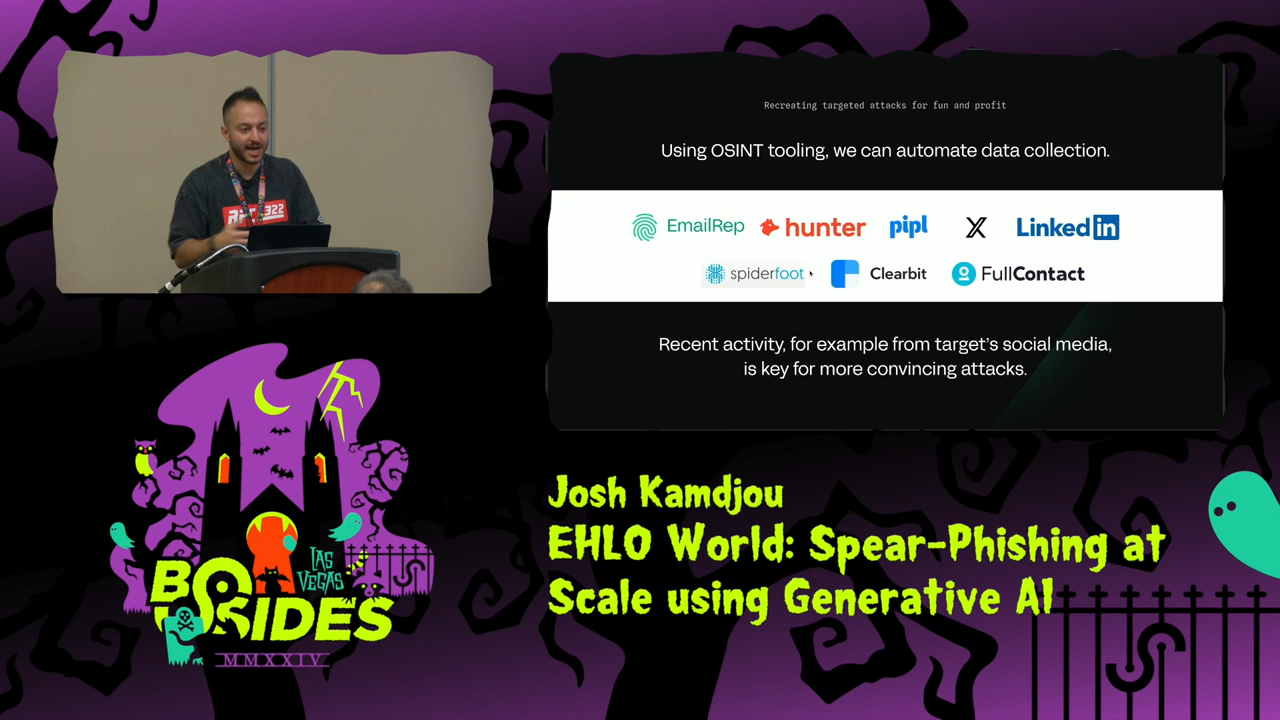 Recreating targeted attacks for fun and profit
Using OSINT tooling, we can automate data collection.
EmailRep hunter pipl X Linkedin
spiderfoot Clearbit FullContact
Recent activity, for example from target's social media,
is key for more convincing attacks.
322
LAS
VEGAS
BSIDES
MMXXIV
Josh Kamdjou
EHLO World: Spear-Phishing at
Scale using Generative AI